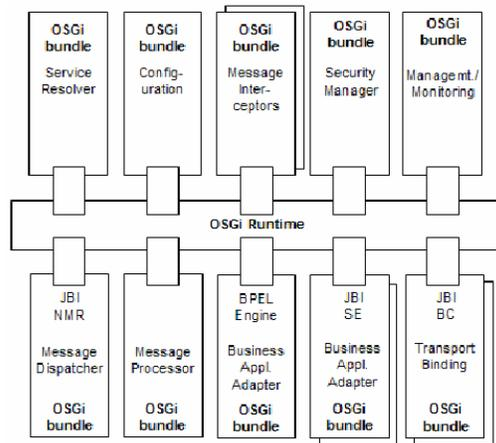 OSGi
bundle
Service
Resolver
OSGi
bundle
Config-
uration
OSGi
bundle
Message
Inter-
ceptors
OSGi
bundle
Security
Manager
OSGi
bundle
Managemt./
Monitoring
OSGi Runtime
JBI
NMR
Message
Dispatcher
OSGi
bundle
Message
Processor
OSGi
bundle
BPEL
Engine
Business
Appl.
Adapter
OSGi
bundle
JBI
SE
Business
Appl.
Adapter
OSGi
bundle
JBI
BC
Transport
Binding
OSGi
bundle